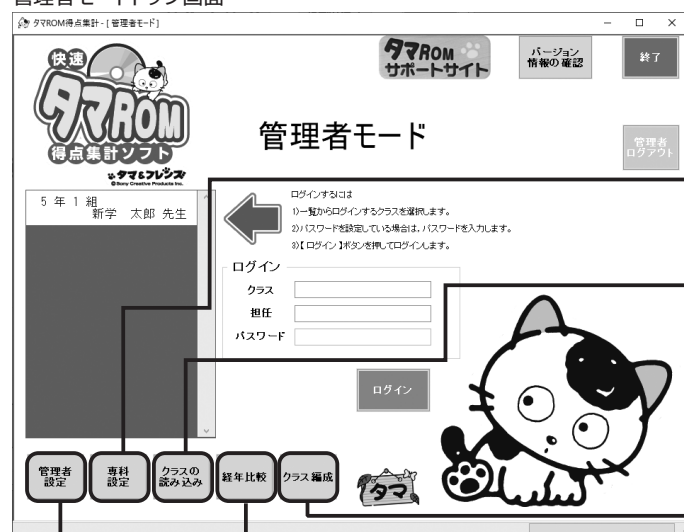 管理者モードトップ画面
タマROM得点集計 - [ 管理者モード ]
快速
タマROM
得点集計ソフト
タマ&フレンズ
©Sony Creative Products Inc.
タマROM
サポートサイト
バージョン
情報の確認
終了
管理者モード
管理者
ログアウト
5 年 1 組
新学　太郎 先生
ログインするには
1)一覧からログインするクラスを選択します。
2)パスワードを設定している場合は，パスワードを入力します。
3)【 ログイン 】ボタンを押してログインします。
ログイン
クラス
担任
パスワード
ログイン
管理者
設定
専科
設定
クラスの
読み込み
経年比較
クラス編成
タマ